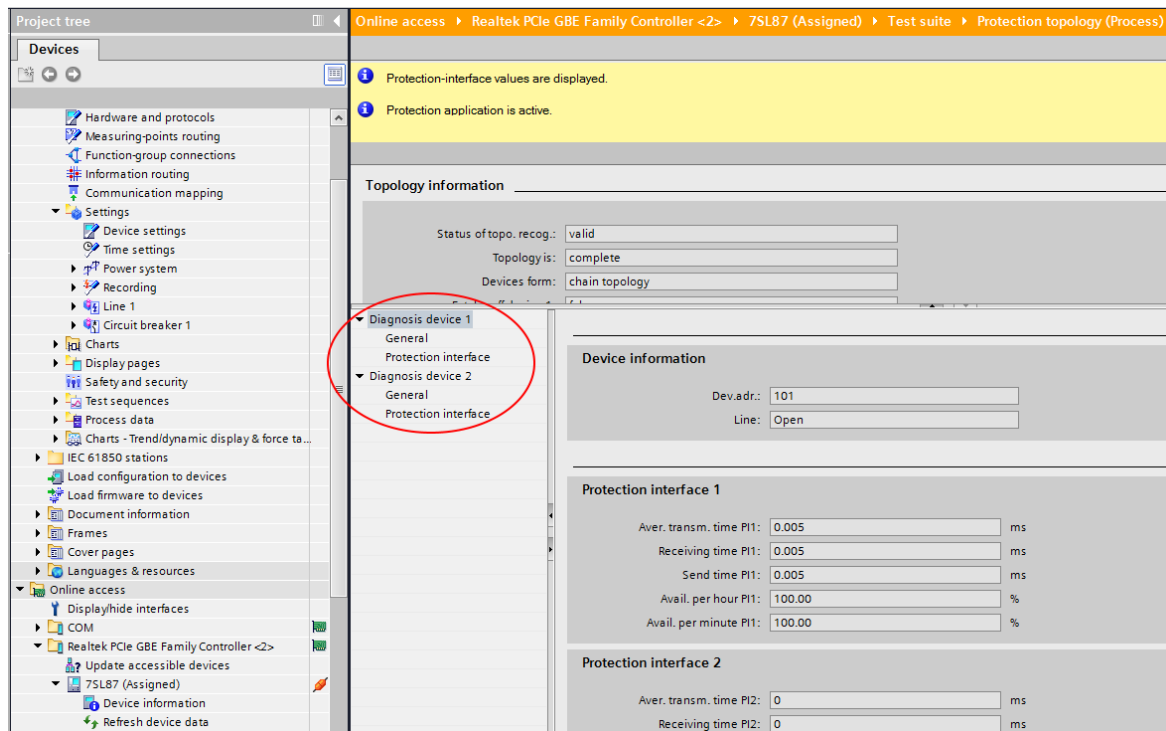 Project tree
Devices
Hardware and protocols
Measuring-points routing
Function-group connections
Information routing
Communication mapping
Settings
Device settings
Time settings
Power system
Recording
Line 1
Circuit breaker 1
Charts
Display pages
Safety and security
Test sequences
Process data
Charts - Trend/dynamic display & force ta...
IEC 61850 stations
Load configuration to devices
Load firmware to devices
Document information
Frames
Cover pages
Languages & resources
Online access
Display/hide interfaces
COM
Realtek PCIe GBE Family Controller <2>
Update accessible devices
7SL87 (Assigned)
Device information
Refresh device data
Online access Realtek PCIe GBE Family Controller <2> 7SL87 (Assigned) Test suite Protection topology (Process)
Protection-interface values are displayed.
Protection application is active.
Topology information
Status of topo. recog.: valid
Topology is: complete
Devices form: chain topology
Diagnosis device 1
General
Protection interface
Diagnosis device 2
General
Protection interface
Device information
Dev.adr.: 101
Line: Open
Protection interface 1
Aver. transm. time PI1: 0.005 ms
Receiving time PI1: 0.005 ms
Send time PI1: 0.005 ms
Avail. per hour PI1: 100.00 %
Avail. per minute PI1: 100.00 %
Protection interface 2
Aver. transm. time PI2: 0 ms
Receiving time PI2: 0 ms